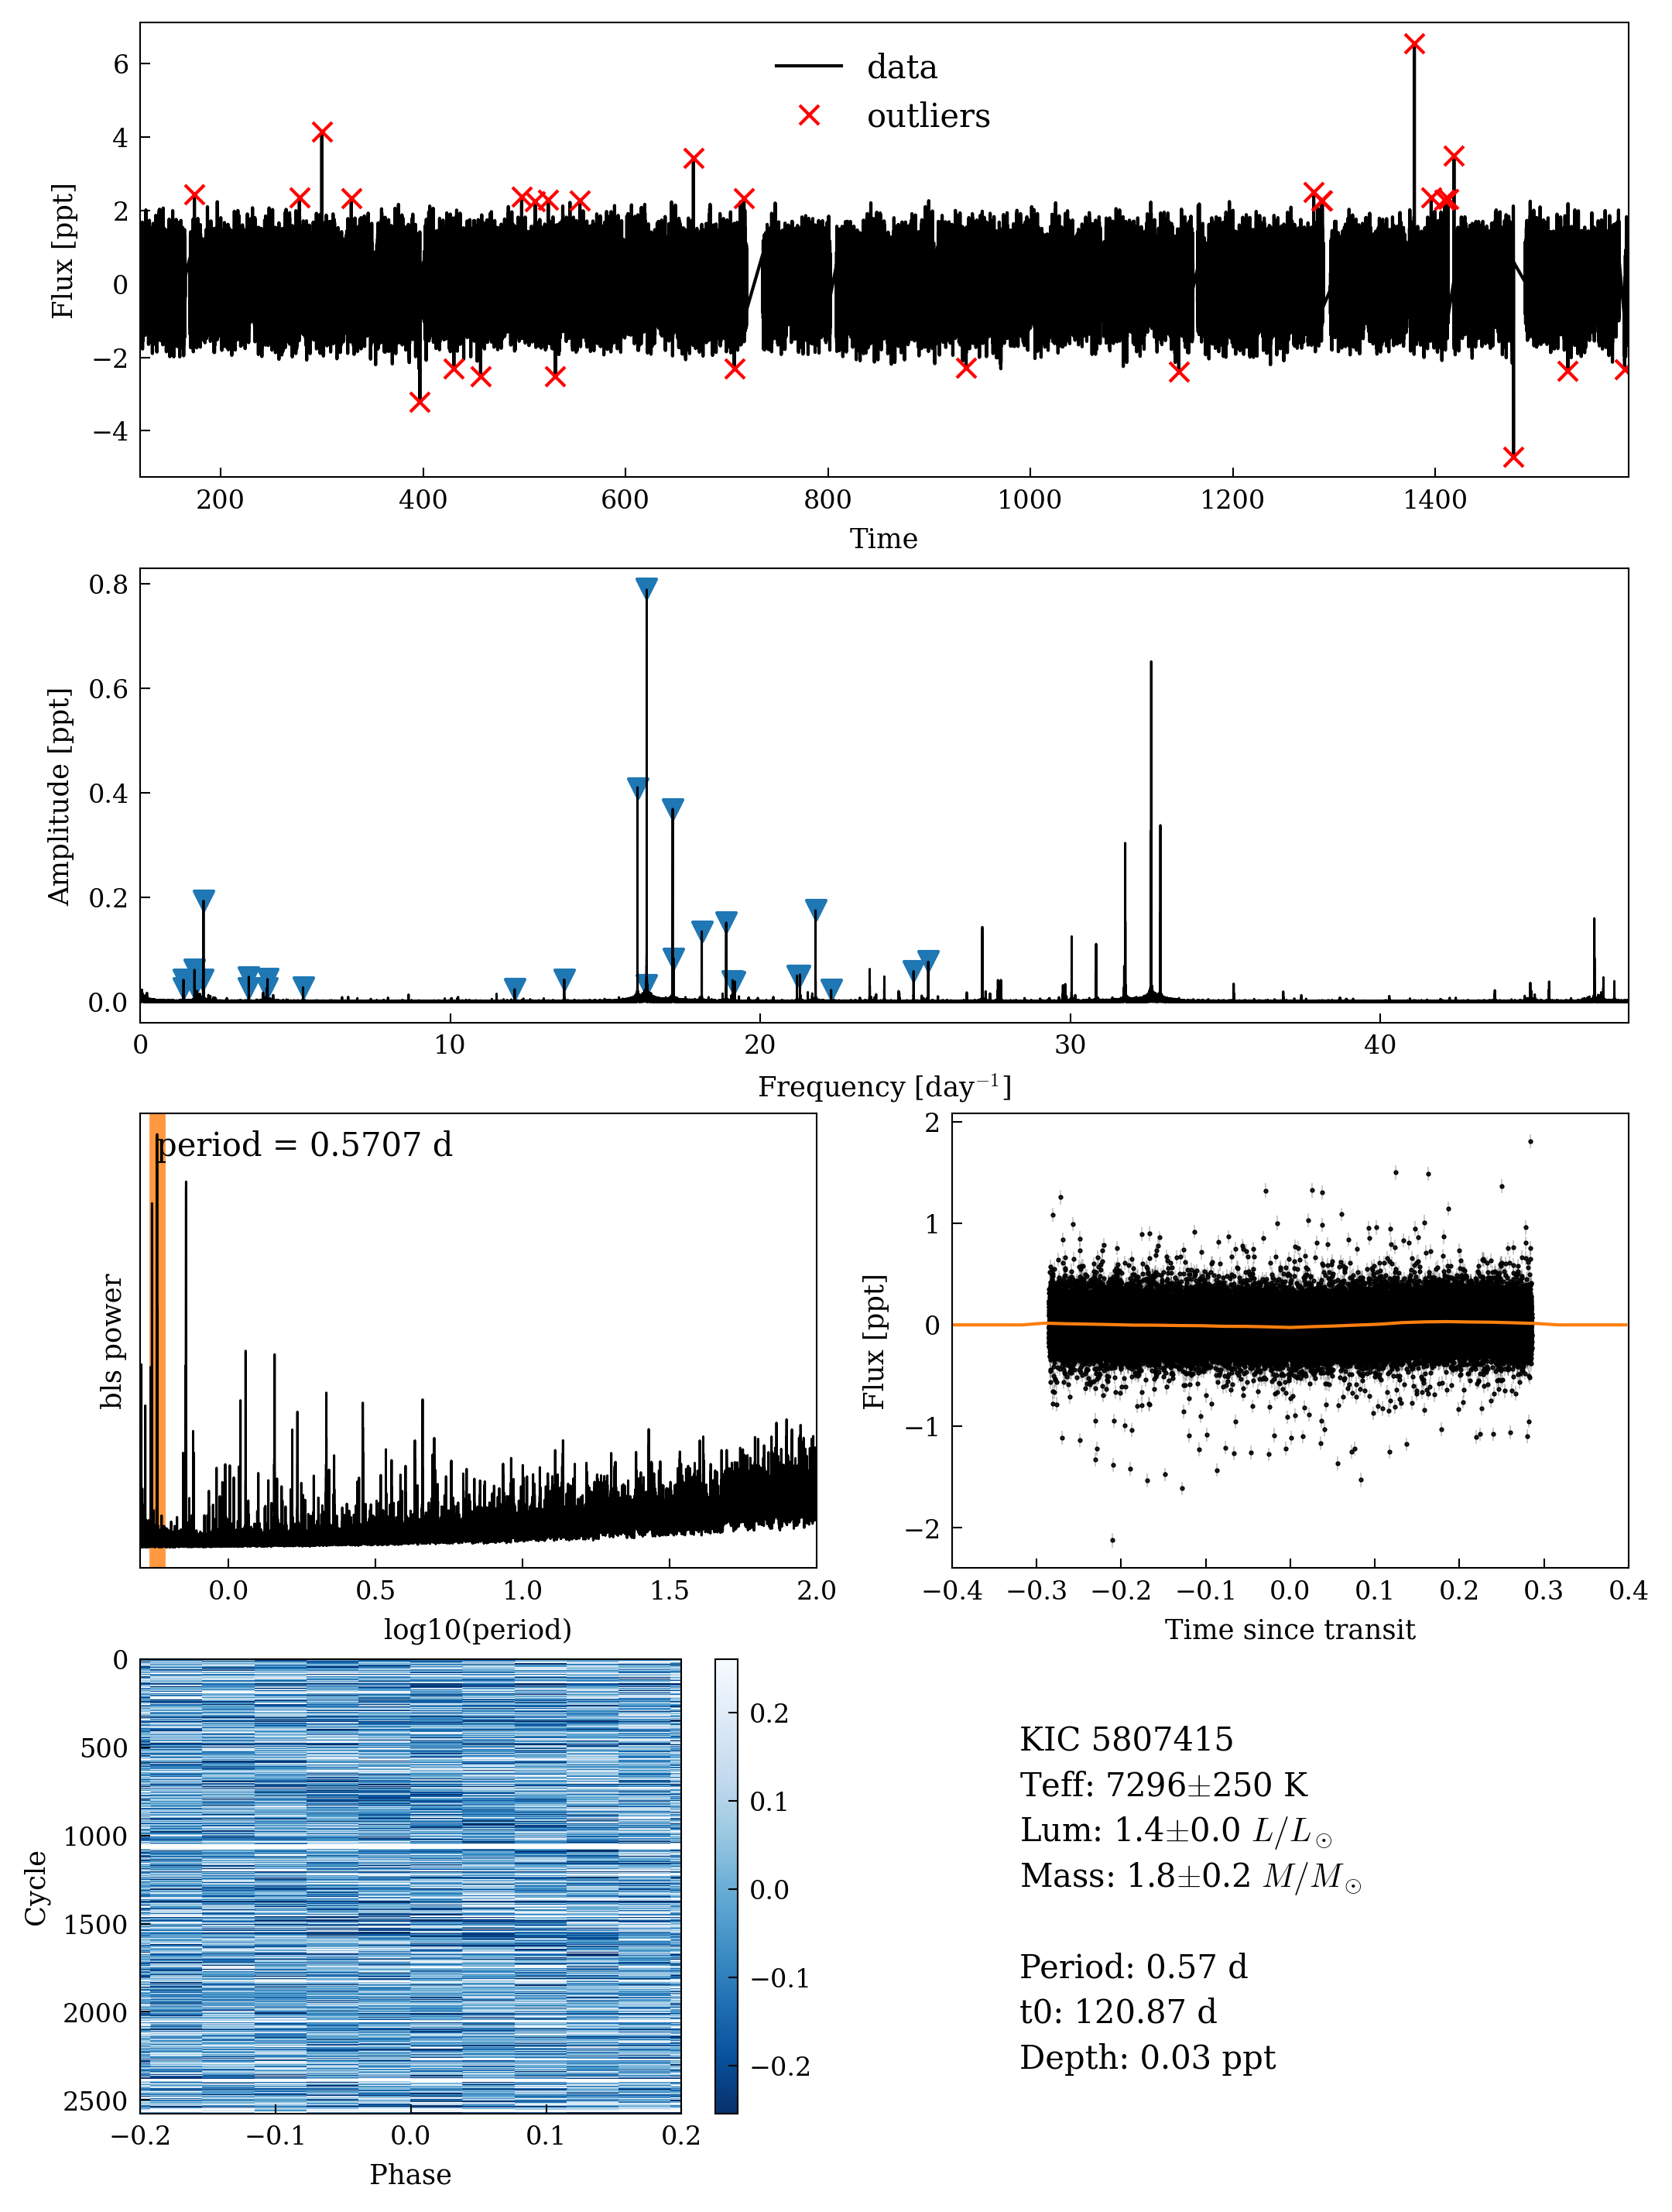 6
4
2
0
−2
−4
Flux [ppt]
data
outliers
200 400 600 800 1000 1200 1400
Time
0.8
0.6
0.4
0.2
0.0
Amplitude [ppt]
0 10 20 30 40
Frequency [day⁻¹]
period = 0.5707 d
bls power
0.0 0.5 1.0 1.5 2.0
log10(period)
2
1
0
−1
−2
Flux [ppt]
−0.4 −0.3 −0.2 −0.1 0.0 0.1 0.2 0.3 0.4
Time since transit
0
500
1000
1500
2000
2500
Cycle
−0.2 −0.1 0.0 0.1 0.2
Phase
0.2
0.1
0.0
−0.1
−0.2
KIC 5807415
Teff: 7296±250 K
Lum: 1.4±0.0 L/L☉
Mass: 1.8±0.2 M/M☉
Period: 0.57 d
t0: 120.87 d
Depth: 0.03 ppt